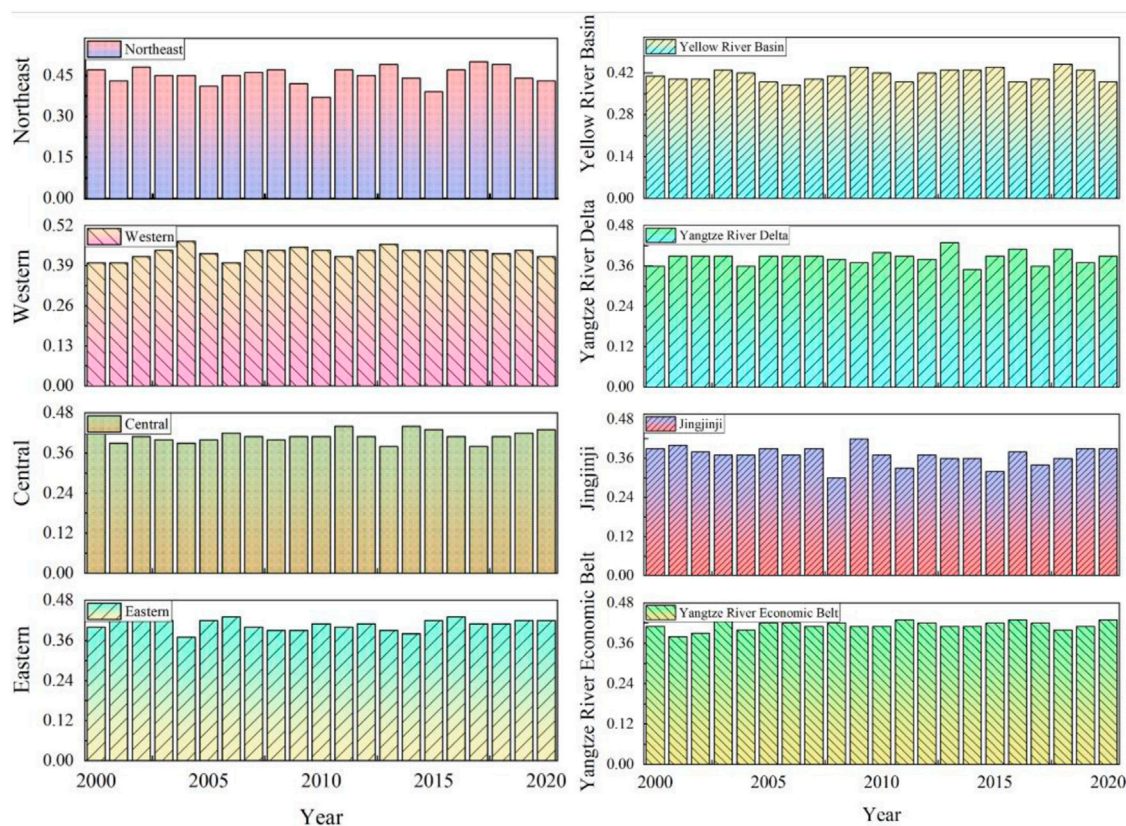 Northeast
Northeast
0.45
0.30
0.15
0.00
Western
Western
0.52
0.39
0.26
0.13
0.00
Central
Central
0.48
0.36
0.24
0.12
0.00
Eastern
Eastern
0.48
0.36
0.24
0.12
0.00
2000 2005 2010 2015 2020
Year
Yellow River Basin
Yellow River Basin
0.42
0.28
0.14
0.00
Yangtze River Delta
Yangtze River Delta
0.48
0.36
0.24
0.12
0.00
Jingjinji
Jingjinji
0.48
0.36
0.24
0.12
0.00
Yangtze River Economic Belt
Yangtze River Economic Belt
0.48
0.36
0.24
0.12
0.00
2000 2005 2010 2015 2020
Year